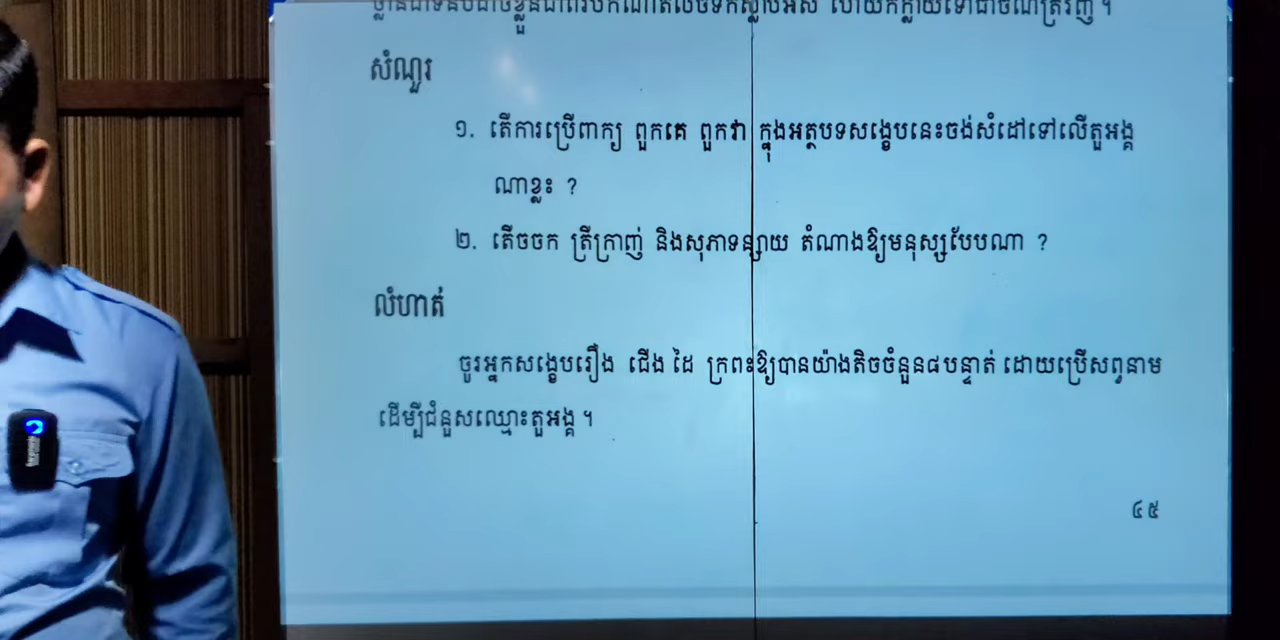 សំណួរ
១. តើការប្រើពាក្យ ពួកគេ ពួកវា ក្នុងអត្ថបទសង្ខេបនេះចង់សំដៅទៅលើតួអង្គ
ណាខ្លះ ?
២. តើចចក ត្រីក្រាញ់ និងសុភាទន្សាយ តំណាងឱ្យមនុស្សបែបណា ?
លំហាត់
ចូរអ្នកសង្ខេបរឿង ជើង ដៃ ក្រពះឱ្យបានយ៉ាងតិចចំនួន៨បន្ទាត់ ដោយប្រើសព្វនាម
ដើម្បីជំនួសឈ្មោះតួអង្គ ។
៤៥